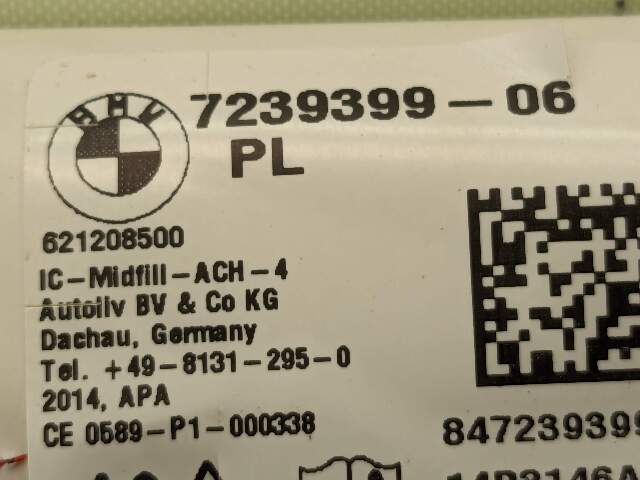 BMW
7239399-06
PL
621208500
IC-Midfill-ACH-4
Autoliv BV & Co KG
Dachau, Germany
Tel. +49-8131-295-0
2014, APA
CE 0589-P1-000338
847239399